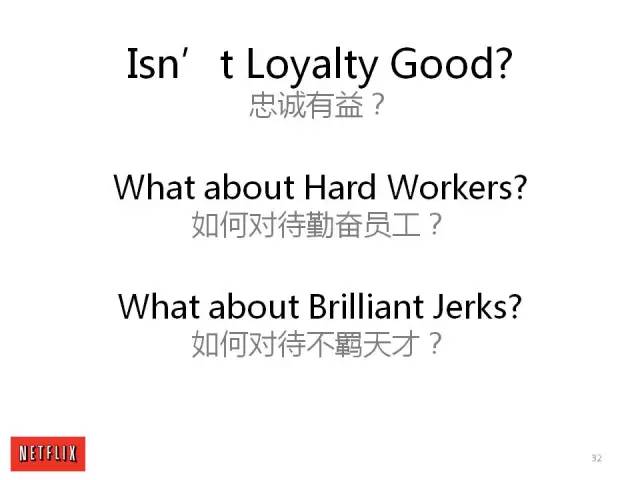 Isn’t Loyalty Good?
忠诚有益？
What about Hard Workers?
如何对待勤奋员工？
What about Brilliant Jerks?
如何对待不羁天才？
NETFLIX
32